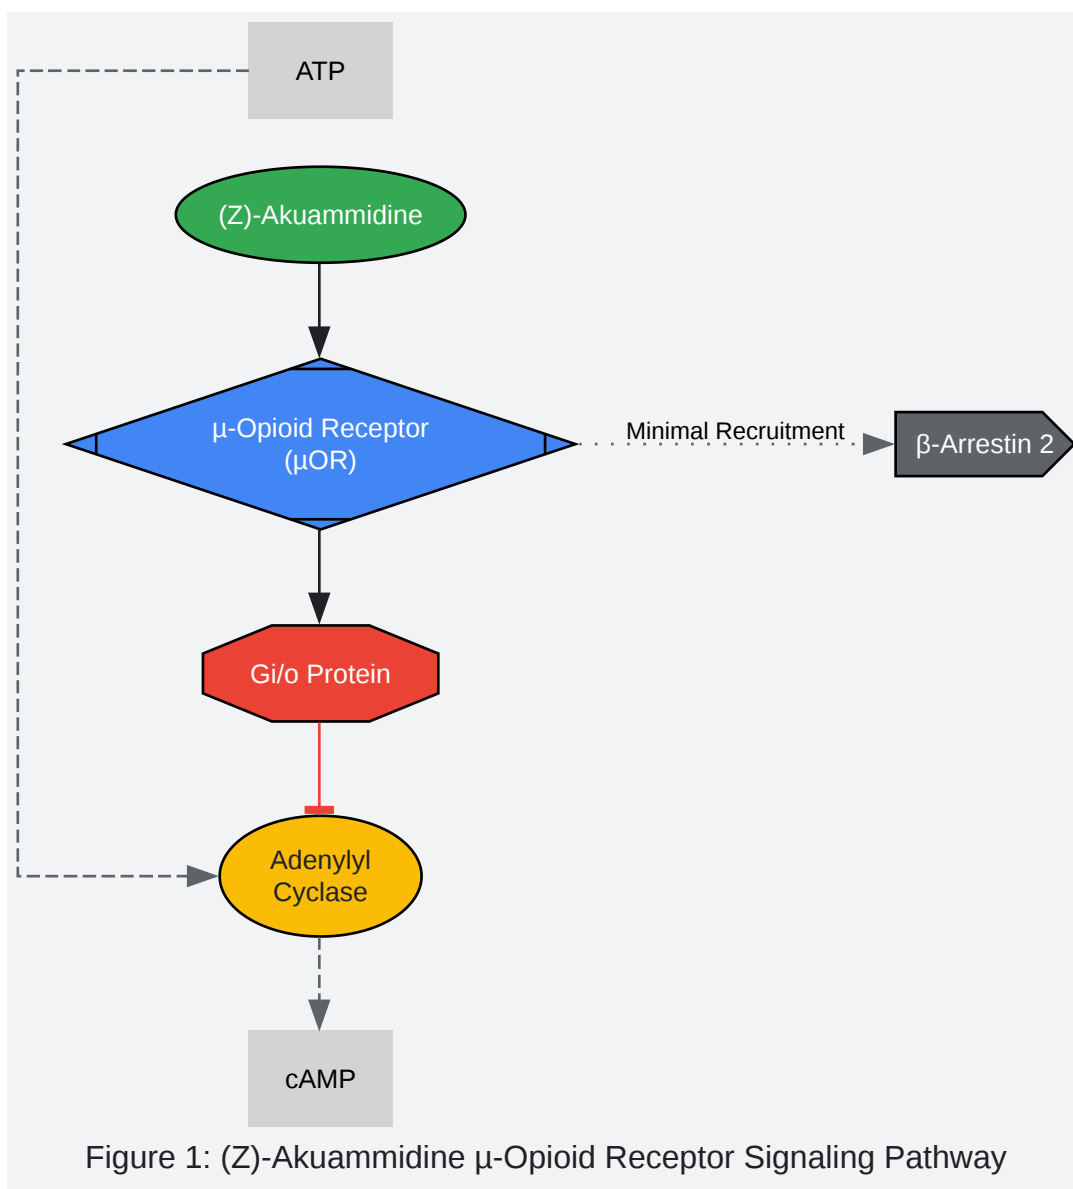 ATP
(Z)-Akuammidine
µ-Opioid Receptor
(µOR)
Minimal Recruitment
β-Arrestin 2
Gi/o Protein
Adenylyl
Cyclase
cAMP
Figure 1: (Z)-Akuammidine µ-Opioid Receptor Signaling Pathway